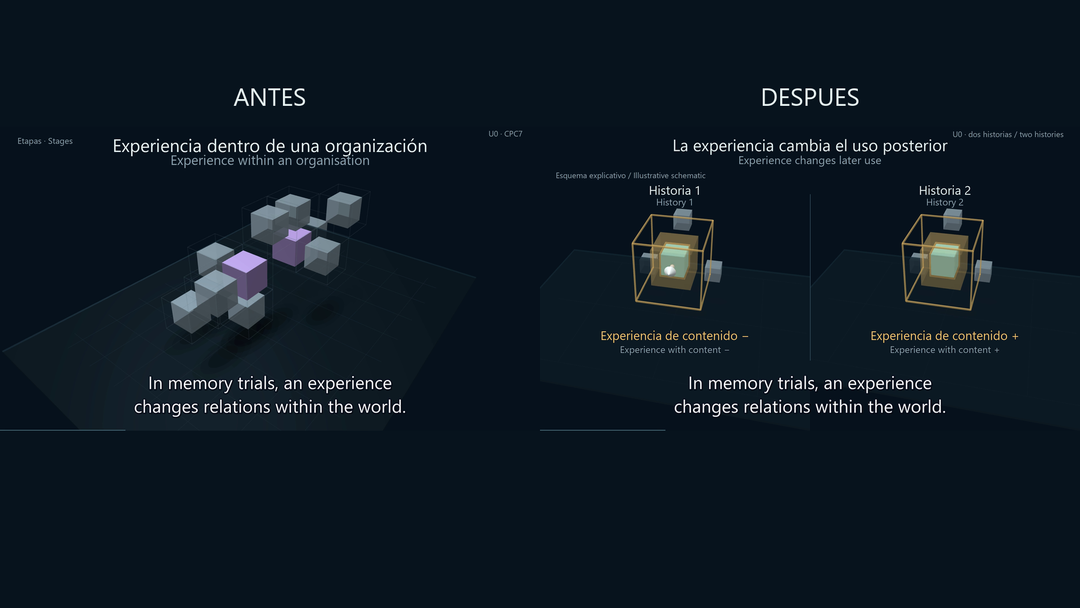 ANTES
Etapas · Stages
U0 · CPC7
Experiencia dentro de una organización
Experience within an organisation
In memory trials, an experience
changes relations within the world.
DESPUES
U0 · dos historias / two histories
La experiencia cambia el uso posterior
Experience changes later use
Esquema explicativo / Illustrative schematic
Historia 1
History 1
Historia 2
History 2
Experiencia de contenido −
Experience with content −
Experiencia de contenido +
Experience with content +
In memory trials, an experience
changes relations within the world.